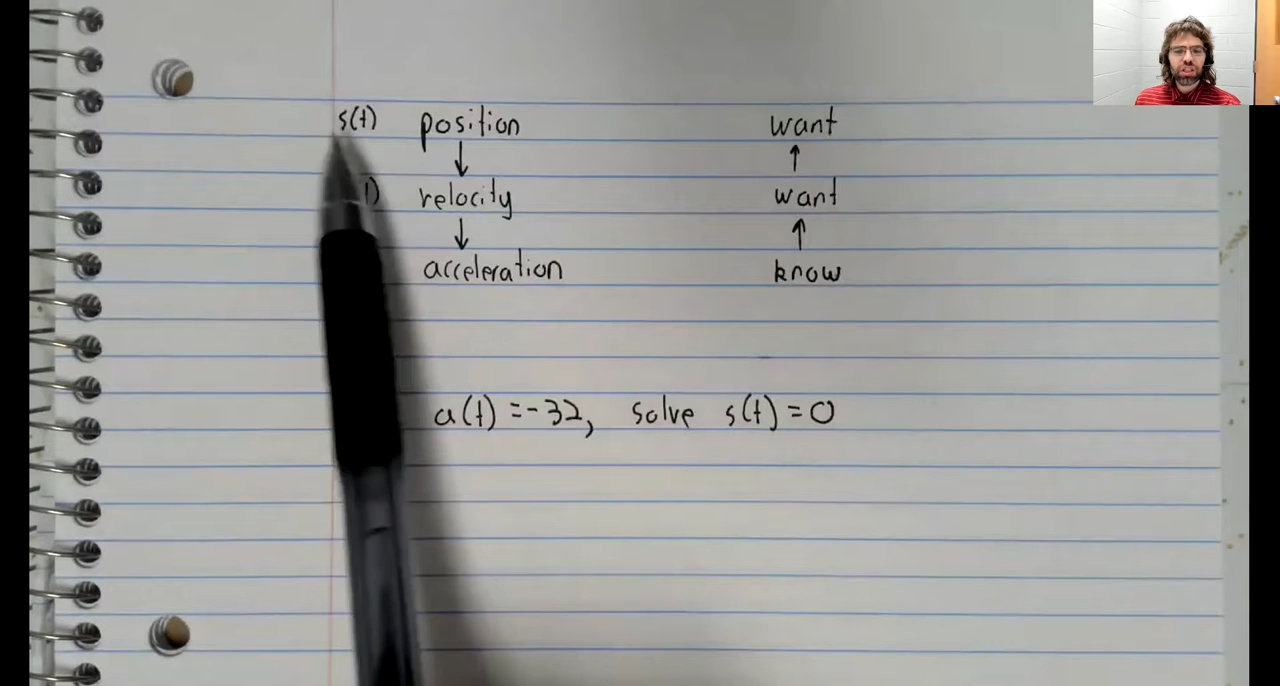 s(t) position want
velocity want
acceleration know
a(t) = -32, solve s(t) = 0